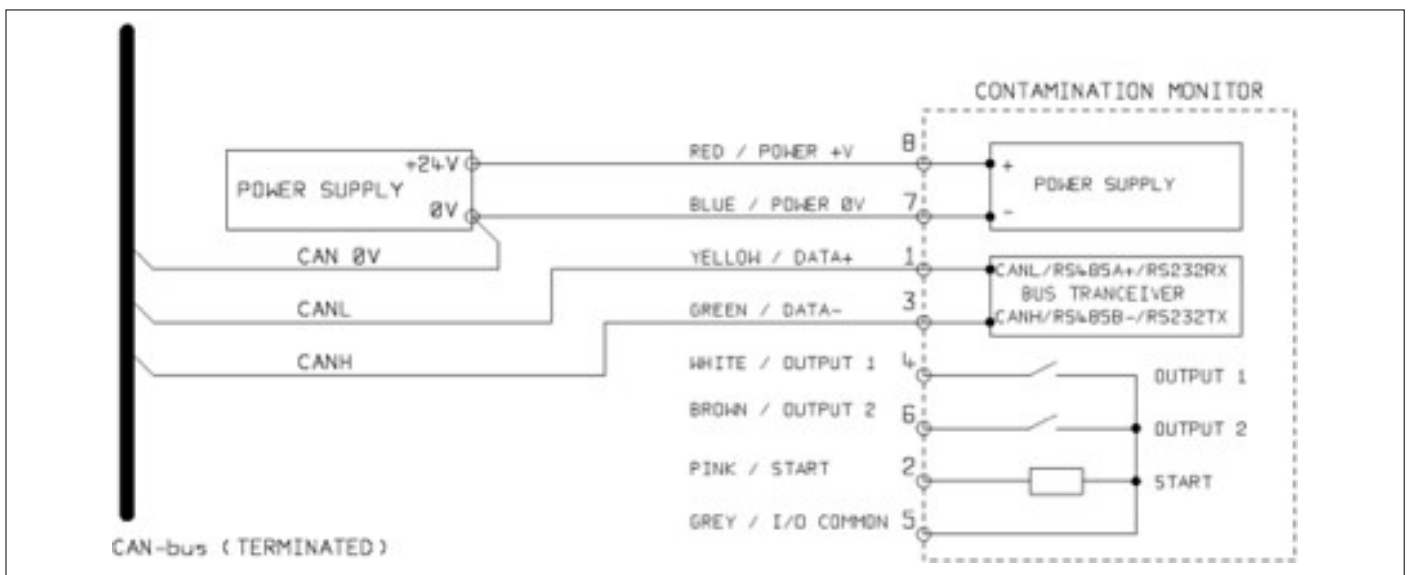 CONTAMINATION MONITOR
RED / POWER +V
8
+24V
+
POWER SUPPLY
POWER SUPPLY
0V
BLUE / POWER 0V
7
-
CAN 0V
YELLOW / DATA+
1
CANL/RS485A+/RS232RX
BUS TRANCEIVER
CANL
GREEN / DATA-
3
CANH/RS485B-/RS232TX
CANH
WHITE / OUTPUT 1
4
OUTPUT 1
BROWN / OUTPUT 2
6
OUTPUT 2
PINK / START
2
START
GREY / I/O COMMON
5
CAN-bus (TERMINATED)